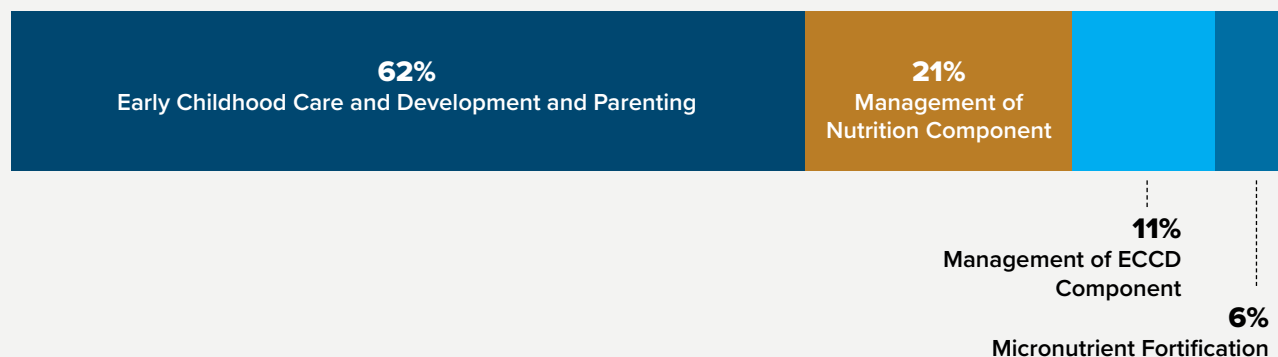 62%
Early Childhood Care and Development and Parenting
21%
Management of
Nutrition Component
11%
Management of ECCD
Component
6%
Micronutrient Fortification